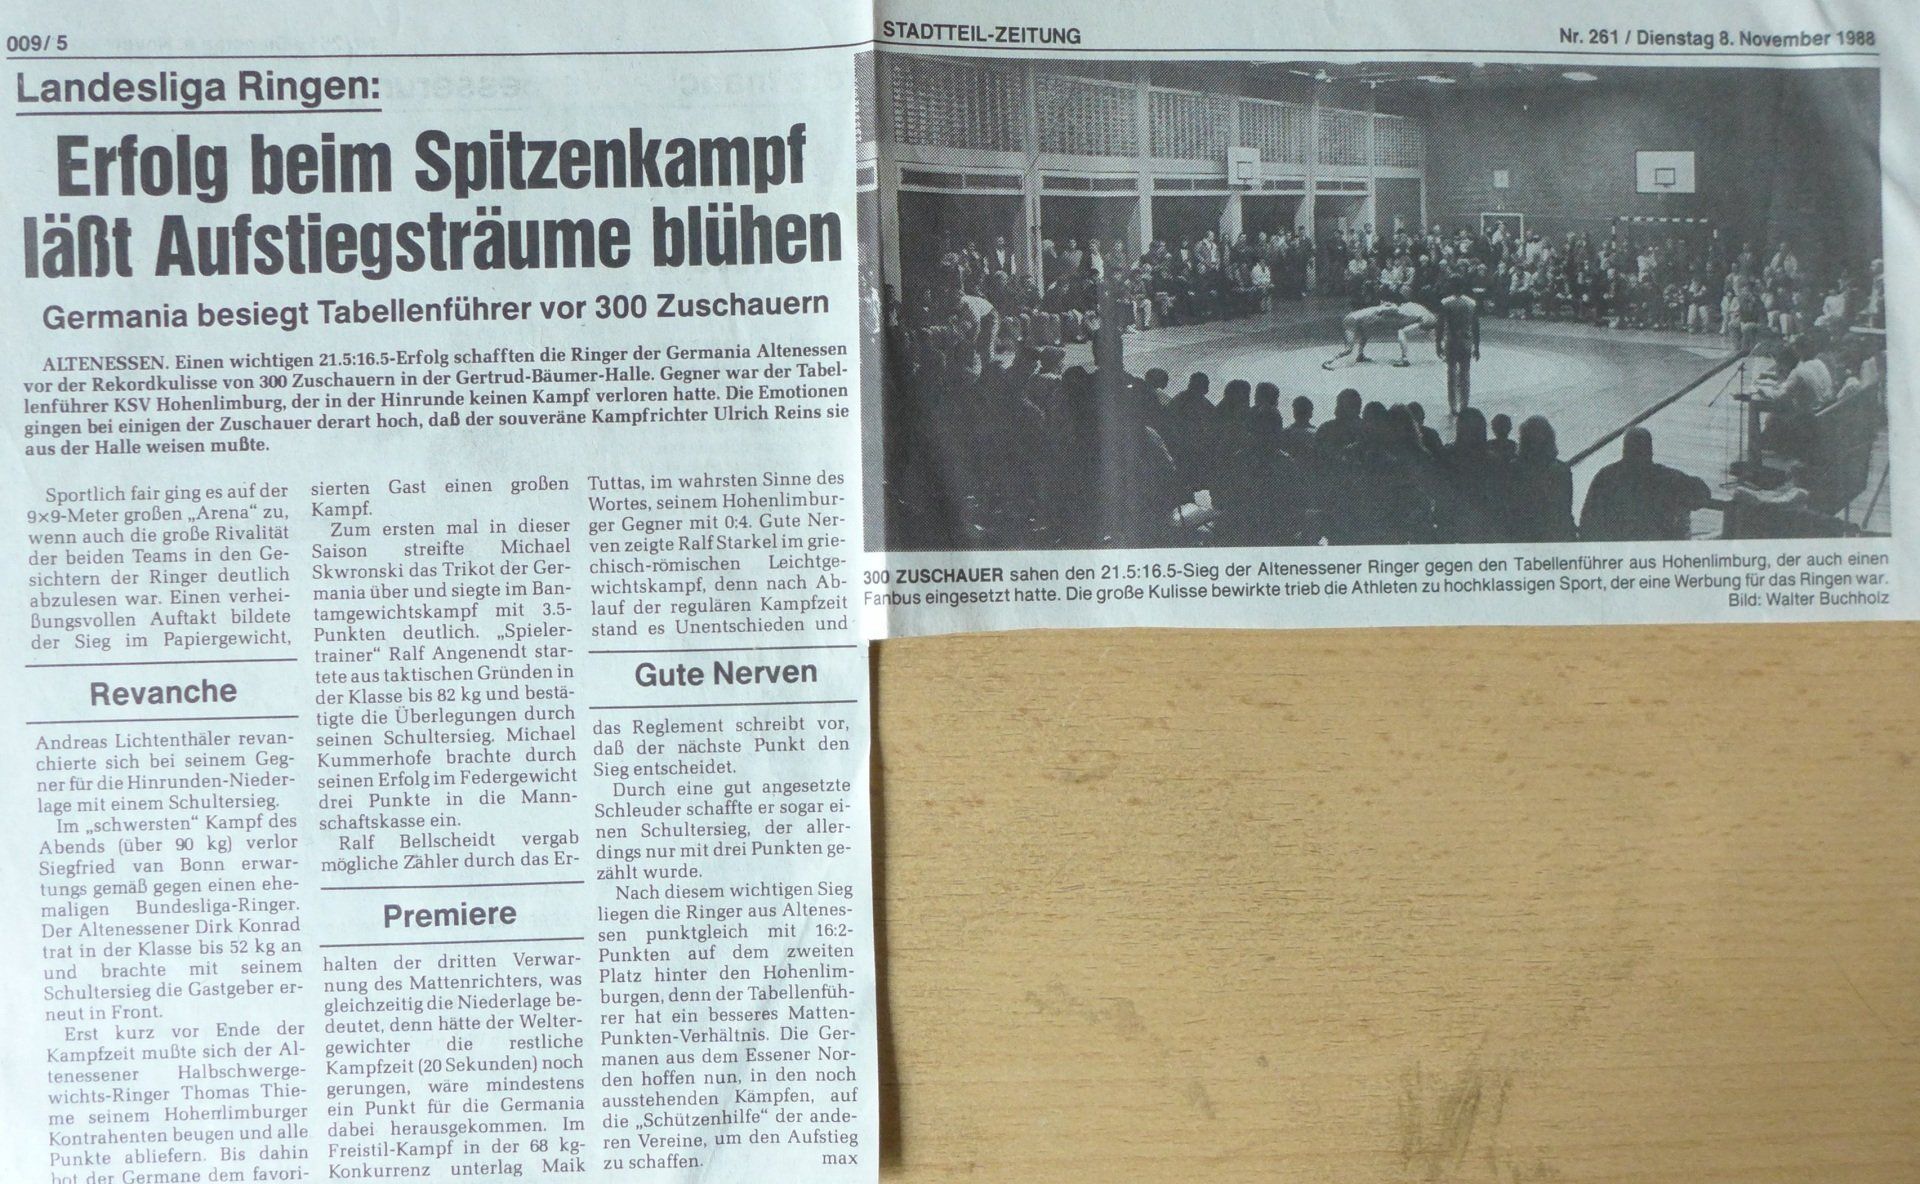 009/ 5
STADTTEIL-ZEITUNG
Nr. 261 / Dienstag 8. November 1988
Landesliga Ringen:
Erfolg beim Spitzenkampf
läßt Aufstiegsträume blühen
Germania besiegt Tabellenführer vor 300 Zuschauern
ALTENESSEN. Einen wichtigen 21.5:16.5-Erfolg schafften die Ringer der Germania Altenessen
vor der Rekordkulisse von 300 Zuschauern in der Gertrud-Bäumer-Halle. Gegner war der Tabel-
lenführer KSV Hohenlimburg, der in der Hinrunde keinen Kampf verloren hatte. Die Emotionen
gingen bei einigen der Zuschauer derart hoch, daß der souveräne Kampfrichter Ulrich Reins sie
aus der Halle weisen mußte.
Sportlich fair ging es auf der
9×9-Meter großen „Arena“ zu,
wenn auch die große Rivalität
der beiden Teams in den Ge-
sichtern der Ringer deutlich
abzulesen war. Einen verhei-
ßungsvollen Auftakt bildete
der Sieg im Papiergewicht,
Revanche
Andreas Lichtenthäler revan-
chierte sich bei seinem Geg-
ner für die Hinrunden-Nieder-
lage mit einem Schultersieg.
Im „schwersten“ Kampf des
Abends (über 90 kg) verlor
Siegfried van Bonn erwar-
tungs gemäß gegen einen ehe-
maligen Bundesliga-Ringer.
Der Altenessener Dirk Konrad
trat in der Klasse bis 52 kg an
und brachte mit seinem
Schultersieg die Gastgeber er-
neut in Front.
Erst kurz vor Ende der
Kampfzeit mußte sich der Al-
tenessener Halbschwerge-
wichts-Ringer Thomas Thie-
me seinem Hohenlimburger
Kontrahenten beugen und alle
Punkte abliefern. Bis dahin
bot der Germane dem favori-
sierten Gast einen großen
Kampf.
Zum ersten mal in dieser
Saison streifte Michael
Skwronski das Trikot der Ger-
mania über und siegte im Ban-
tamgewichtskampf mit 3.5-
Punkten deutlich. „Spieler-
trainer“ Ralf Angenendt star-
tete aus taktischen Gründen in
der Klasse bis 82 kg und bestä-
tigte die Überlegungen durch
seinen Schultersieg. Michael
Kummerhofe brachte durch
seinen Erfolg im Federgewicht
drei Punkte in die Mann-
schaftskasse ein.
Ralf Bellscheidt vergab
mögliche Zähler durch das Er-
Premiere
halten der dritten Verwar-
nung des Mattenrichters, was
gleichzeitig die Niederlage be-
deutet, denn hätte der Welter-
gewichter die restliche
Kampfzeit (20 Sekunden) noch
gerungen, wäre mindestens
ein Punkt für die Germania
dabei herausgekommen. Im
Freistil-Kampf in der 68 kg-
Konkurrenz unterlag Maik
Tuttas, im wahrsten Sinne des
Wortes, seinem Hohenlimbur-
ger Gegner mit 0:4. Gute Ner-
ven zeigte Ralf Starkel im grie-
chisch-römischen Leichtge-
wichtskampf, denn nach Ab-
lauf der regulären Kampfzeit
stand es Unentschieden und
Gute Nerven
das Reglement schreibt vor,
daß der nächste Punkt den
Sieg entscheidet.
Durch eine gut angesetzte
Schleuder schaffte er sogar ei-
nen Schultersieg, der aller-
dings nur mit drei Punkten ge-
zählt wurde.
Nach diesem wichtigen Sieg
liegen die Ringer aus Altenes-
sen punktgleich mit 16:2-
Punkten auf dem zweiten
Platz hinter den Hohenlim-
burgen, denn der Tabellenfüh-
rer hat ein besseres Matten-
Punkten-Verhältnis. Die Ger-
manen aus dem Essener Nor-
den hoffen nun, in den noch
ausstehenden Kämpfen, auf
die „Schützenhilfe“ der ande-
ren Vereine, um den Aufstieg
zu schaffen. max
300 ZUSCHAUER sahen den 21.5:16.5-Sieg der Altenessener Ringer gegen den Tabellenführer aus Hohenlimburg, der auch einen
Fanbus eingesetzt hatte. Die große Kulisse bewirkte trieb die Athleten zu hochklassigen Sport, der eine Werbung für das Ringen war.
Bild: Walter Buchholz